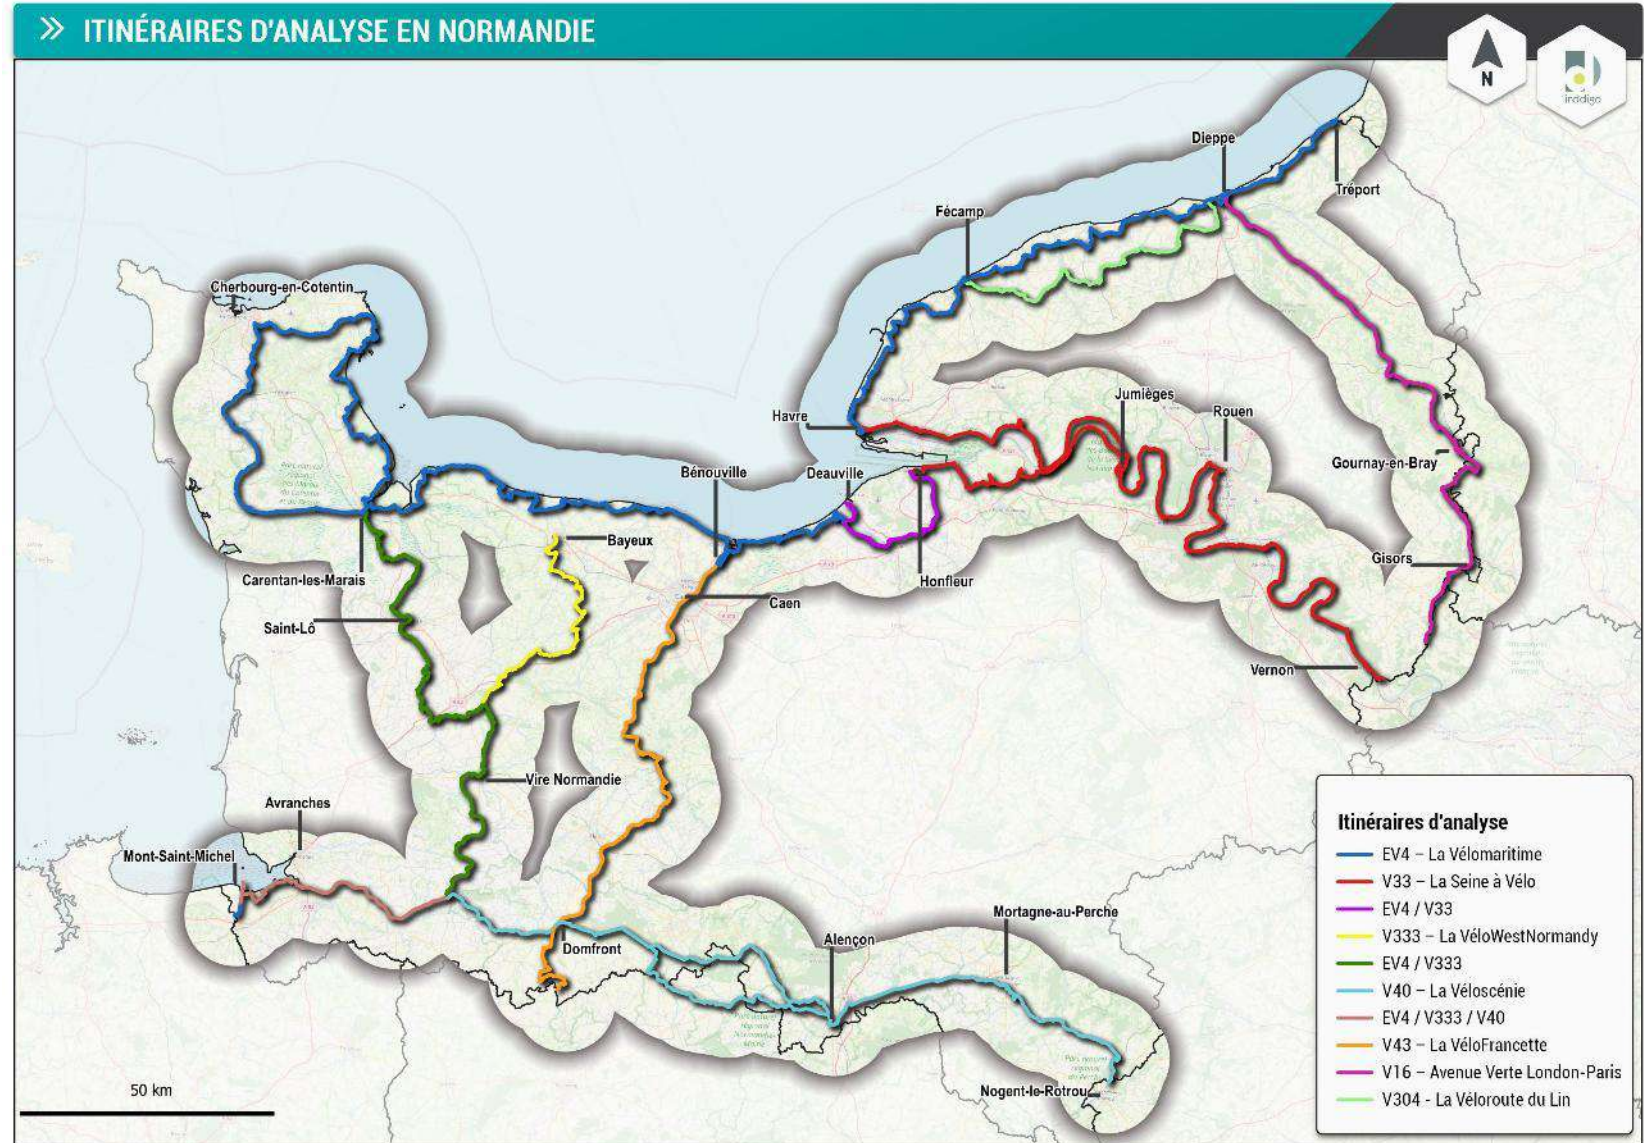 ITINÉRAIRES D'ANALYSE EN NORMANDIE
N
inddigo
Dieppe
Tréport
Fécamp
Cherbourg-en-Cotentin
Jumièges
Rouen
Havre
Gournay-en-Bray
Bénouville
Deauville
Bayeux
Gisors
Carentan-les-Marais
Honfleur
Caen
Saint-Lô
Vernon
Vire Normandie
Avranches
Mont-Saint-Michel
Mortagne-au-Perche
Alençon
Domfront
Nogent-le-Rotrou
50 km
Itinéraires d'analyse
EV4 – La Vélomaritime
V33 – La Seine à Vélo
EV4 / V33
V333 – La VéloWestNormandy
EV4 / V333
V40 – La Véloscénie
EV4 / V333 / V40
V43 – La VéloFrancette
V16 – Avenue Verte London-Paris
V304 - La Véloroute du Lin